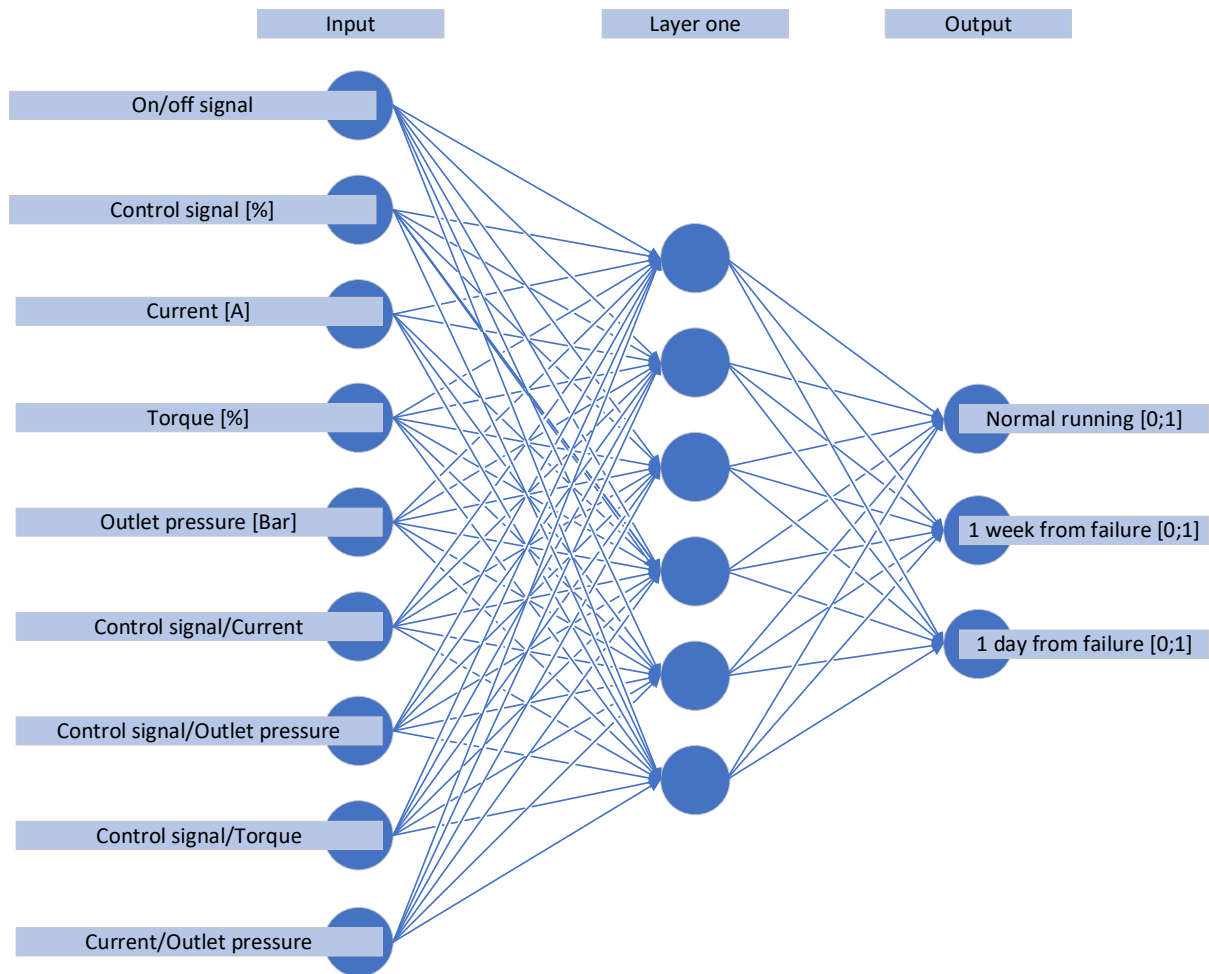 Input
Layer one
Output
On/off signal
Control signal [%]
Current [A]
Torque [%]
Outlet pressure [Bar]
Control signal/Current
Control signal/Outlet pressure
Control signal/Torque
Current/Outlet pressure
Normal running [0;1]
1 week from failure [0;1]
1 day from failure [0;1]